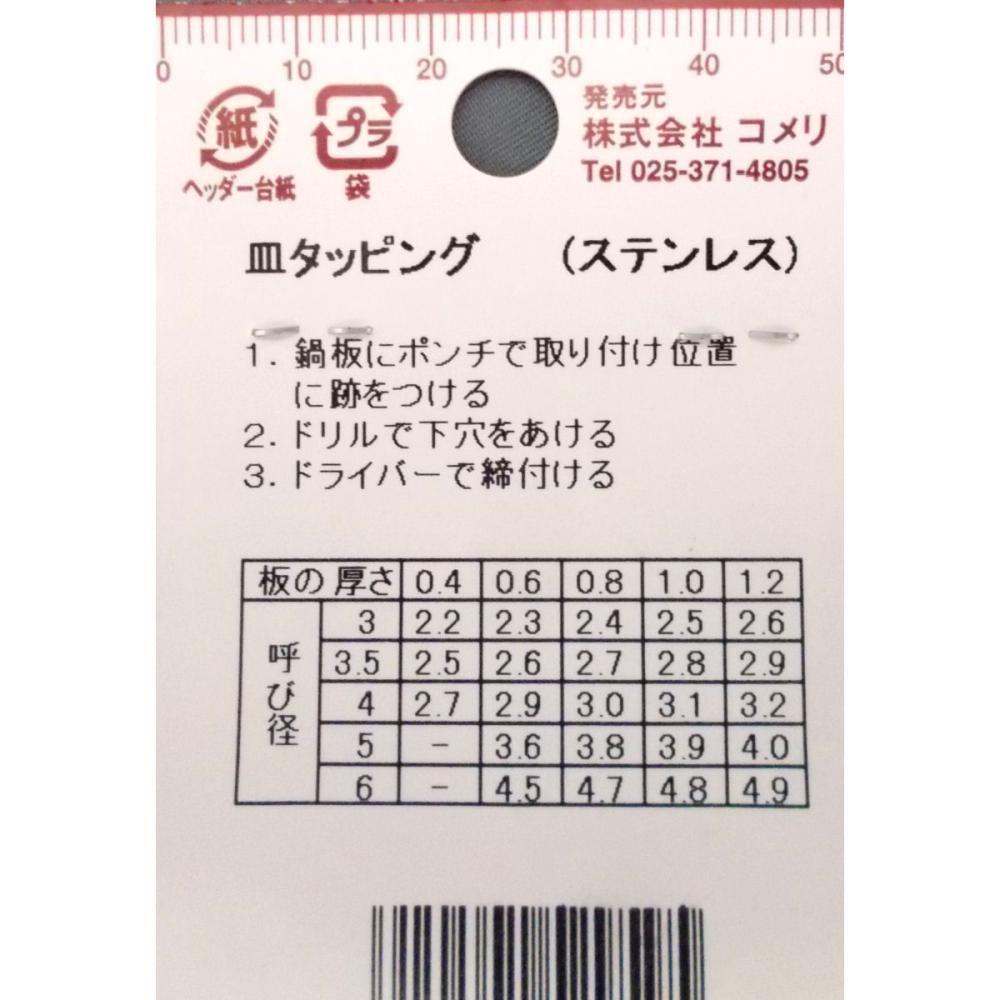 0 10 20 30 40 50
紙 プラ
ヘッダー台紙 袋
発売元
株式会社 コメリ
Tel 025-371-4805
皿タッピング （ステンレス）
1. 鍋板にポンチで取り付け位置
に跡をつける
2. ドリルで下穴をあける
3. ドライバーで締付ける
板の厚さ 0.4 0.6 0.8 1.0 1.2
呼び径
3 2.2 2.3 2.4 2.5 2.6
3.5 2.5 2.6 2.7 2.8 2.9
4 2.7 2.9 3.0 3.1 3.2
5 - 3.6 3.8 3.9 4.0
6 - 4.5 4.7 4.8 4.9